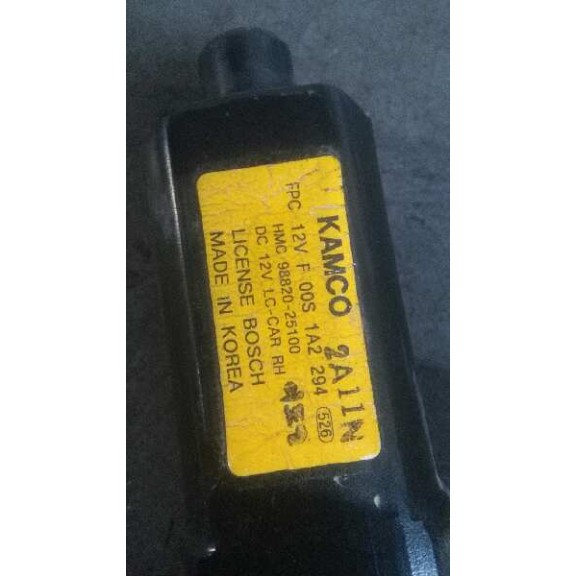 KAMCO 2A11N
FPC 12V F 00S 1A2 294 526
HMC 98820-25100
DC 12V LC-CAR RH
LICENSE BOSCH
MADE IN KOREA